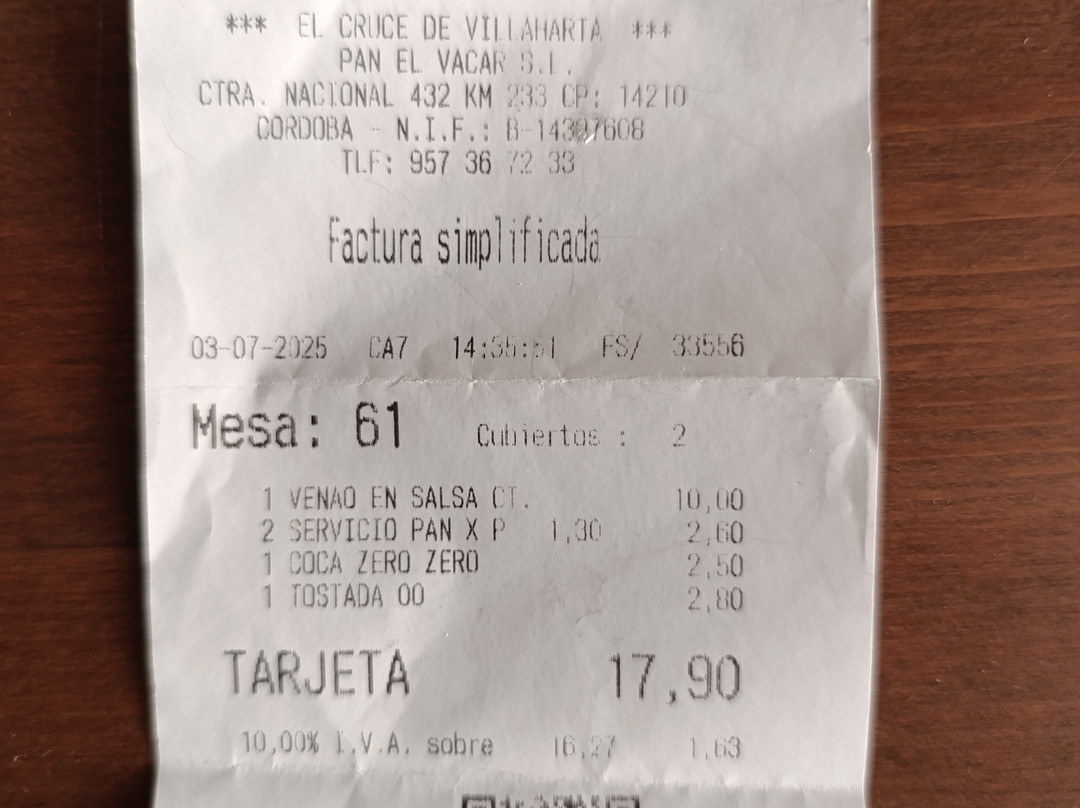 *** EL CRUCE DE VILLAHARTA ***
PAN EL VACAR S.L.
CTRA. NACIONAL 432 KM 233 CP: 14210
CORDOBA - N.I.F.: B-14397608
TLF: 957 36 72 33
Factura simplificada
03-07-2025 CA7 14:35:51 FS/ 33556
Mesa: 61 Cubiertos : 2
1 VENAO EN SALSA CT. 10,00
2 SERVICIO PAN X P 1,30 2,60
1 COCA ZERO ZERO 2,50
1 TOSTADA OO 2,80
TARJETA 17,90
10,00% I.V.A. sobre 16,27 1,63